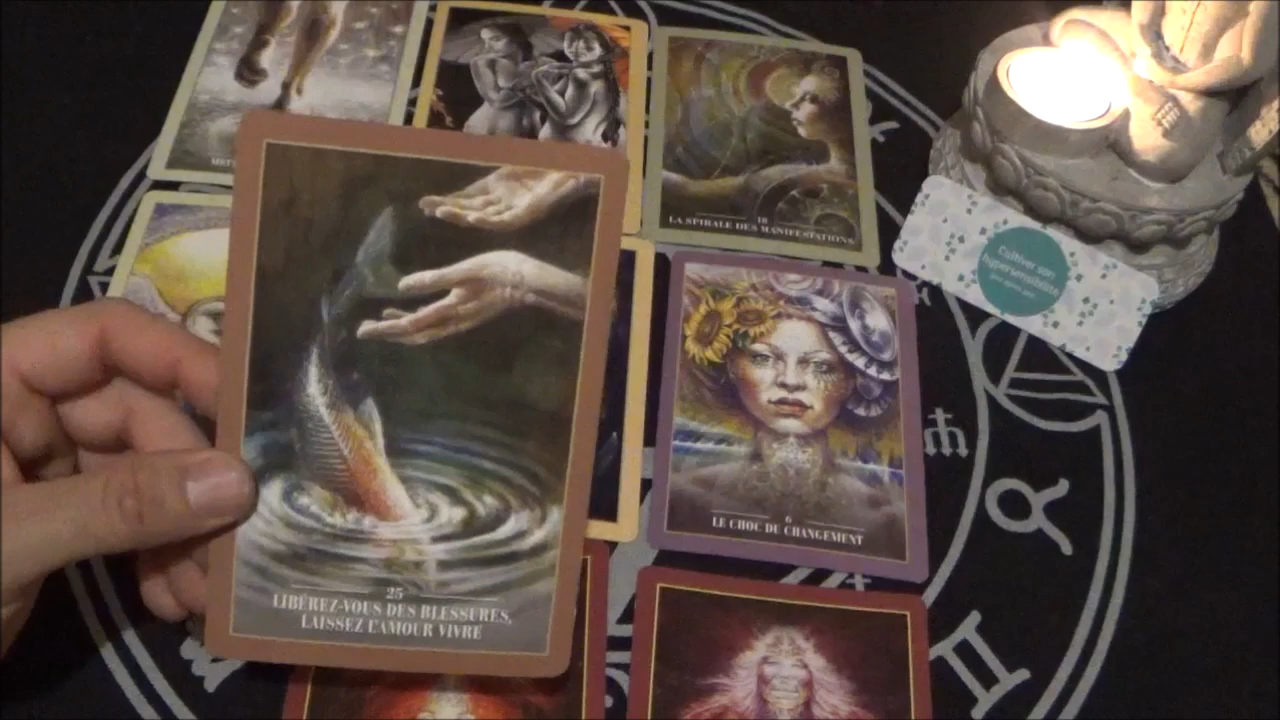 18
LA SPIRALE DES MANIFESTATIONS
Cultiver son
hypersensibilité
6
LE CHOC DU CHANGEMENT
25
LIBÉREZ-VOUS DES BLESSURES,
LAISSEZ L'AMOUR VIVRE